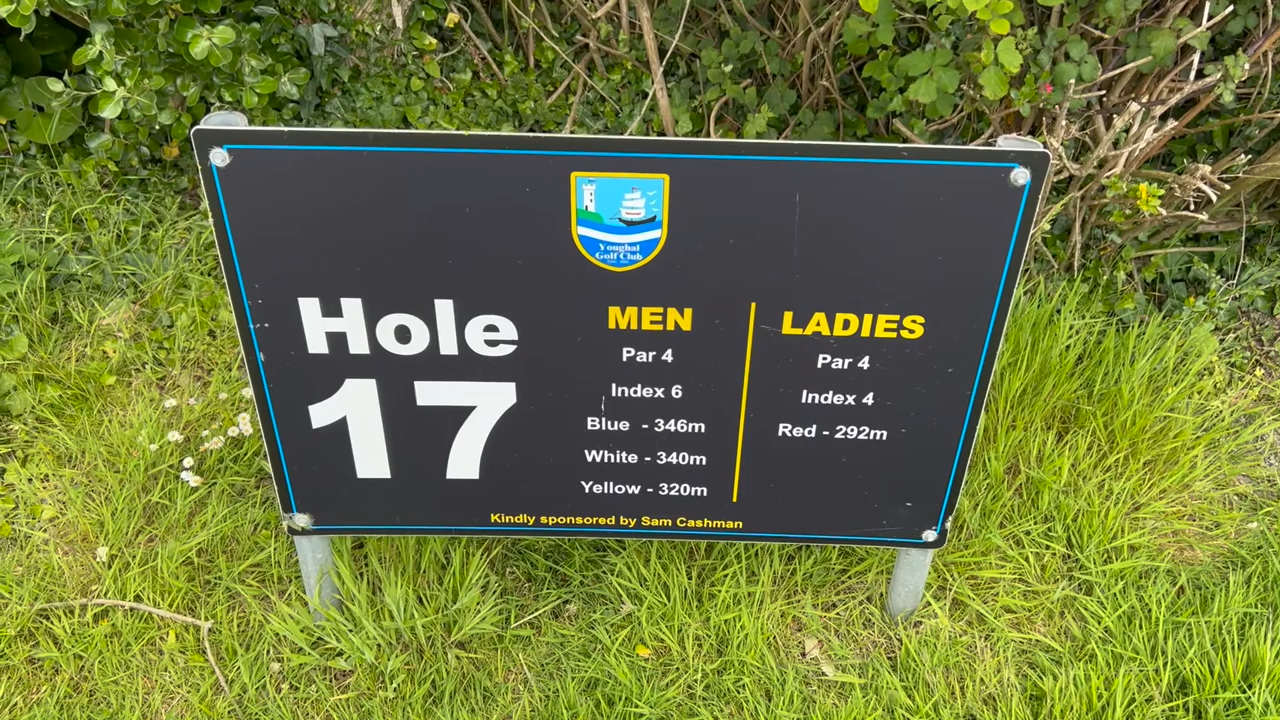 Youghal
Golf Club
Hole
17
MEN
Par 4
Index 6
Blue - 346m
White - 340m
Yellow - 320m
LADIES
Par 4
Index 4
Red - 292m
Kindly sponsored by Sam Cashman